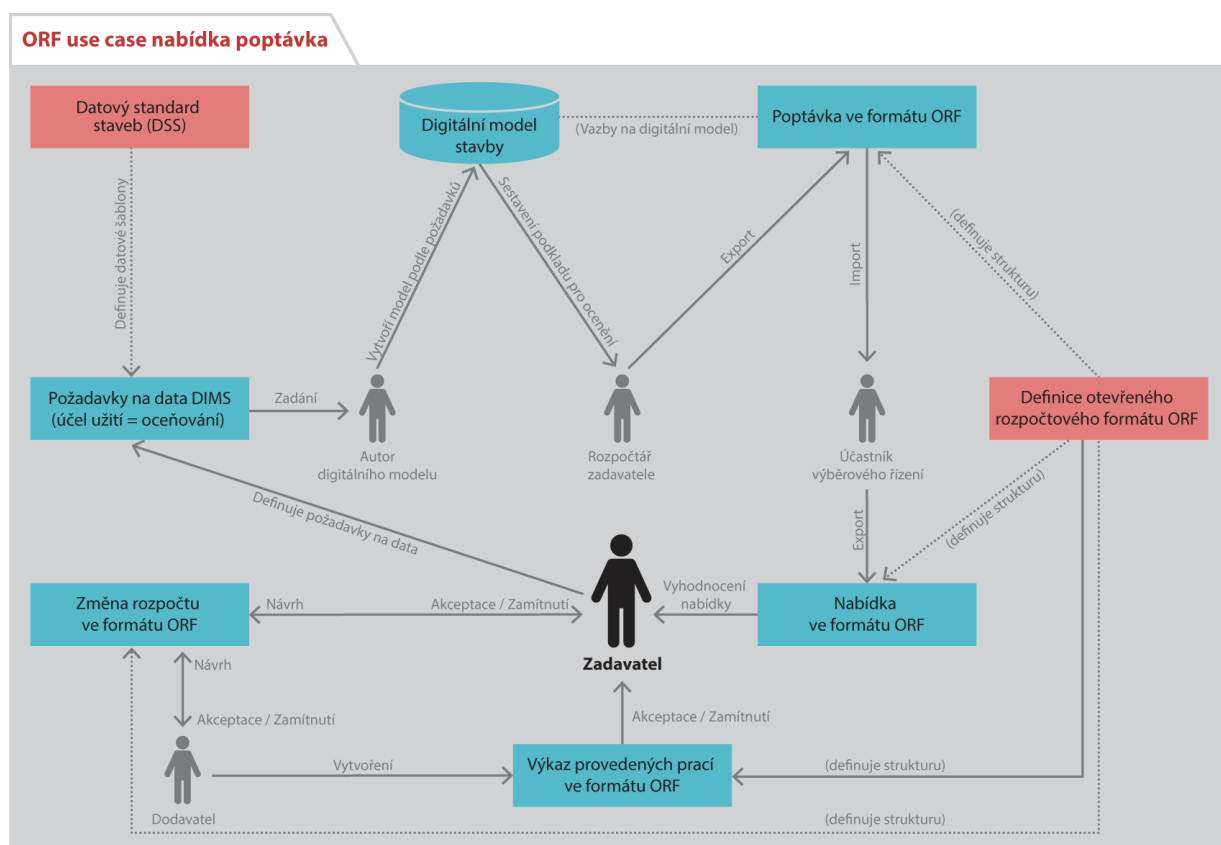 ORF use case nabídka poptávka
Datový standard
staveb (DSS)
Digitální model
stavby
(Vazby na digitální model)
Poptávka ve formátu ORF
Definuje datové šablony
Vytvoří model podle požadavků
Sestavení podkladu pro ocenění
Export
Import
(definuje strukturu)
Požadavky na data DIMS
(účel užití = oceňování)
Zadání
Autor
digitálního modelu
Rozpočtář
zadavatele
Účastník
výběrového řízení
Definice otevřeného
rozpočtového formátu ORF
Definuje požadavky na data
Export
(definuje strukturu)
Změna rozpočtu
ve formátu ORF
Návrh
Akceptace / Zamítnutí
Vyhodnocení
nabídky
Nabídka
ve formátu ORF
Zadavatel
Návrh
Akceptace / Zamítnutí
Akceptace / Zamítnutí
Dodavatel
Vytvoření
Výkaz provedených prací
ve formátu ORF
(definuje strukturu)
(definuje strukturu)